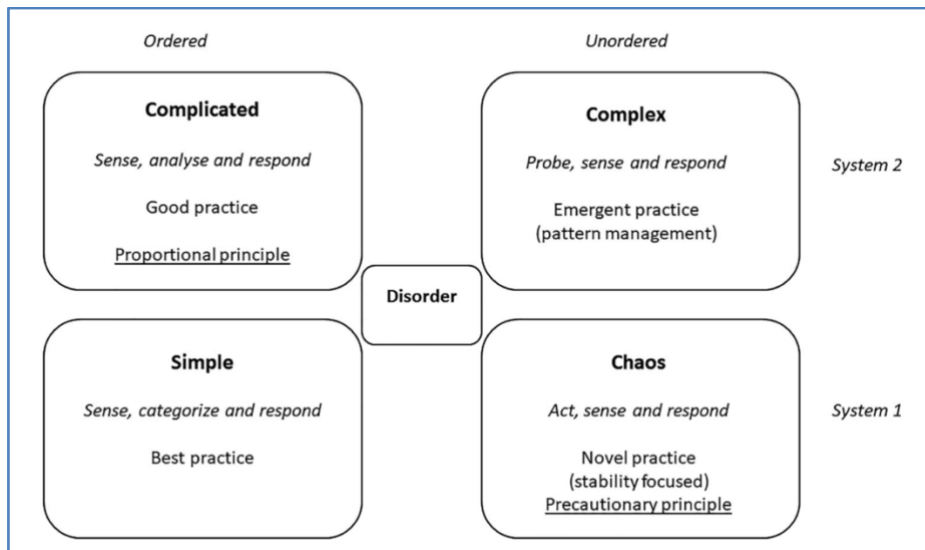 Ordered
Unordered
Complicated
Sense, analyse and respond
Good practice
Proportional principle
Complex
Probe, sense and respond
Emergent practice
(pattern management)
System 2
Disorder
Simple
Sense, categorize and respond
Best practice
Chaos
Act, sense and respond
Novel practice
(stability focused)
Precautionary principle
System 1